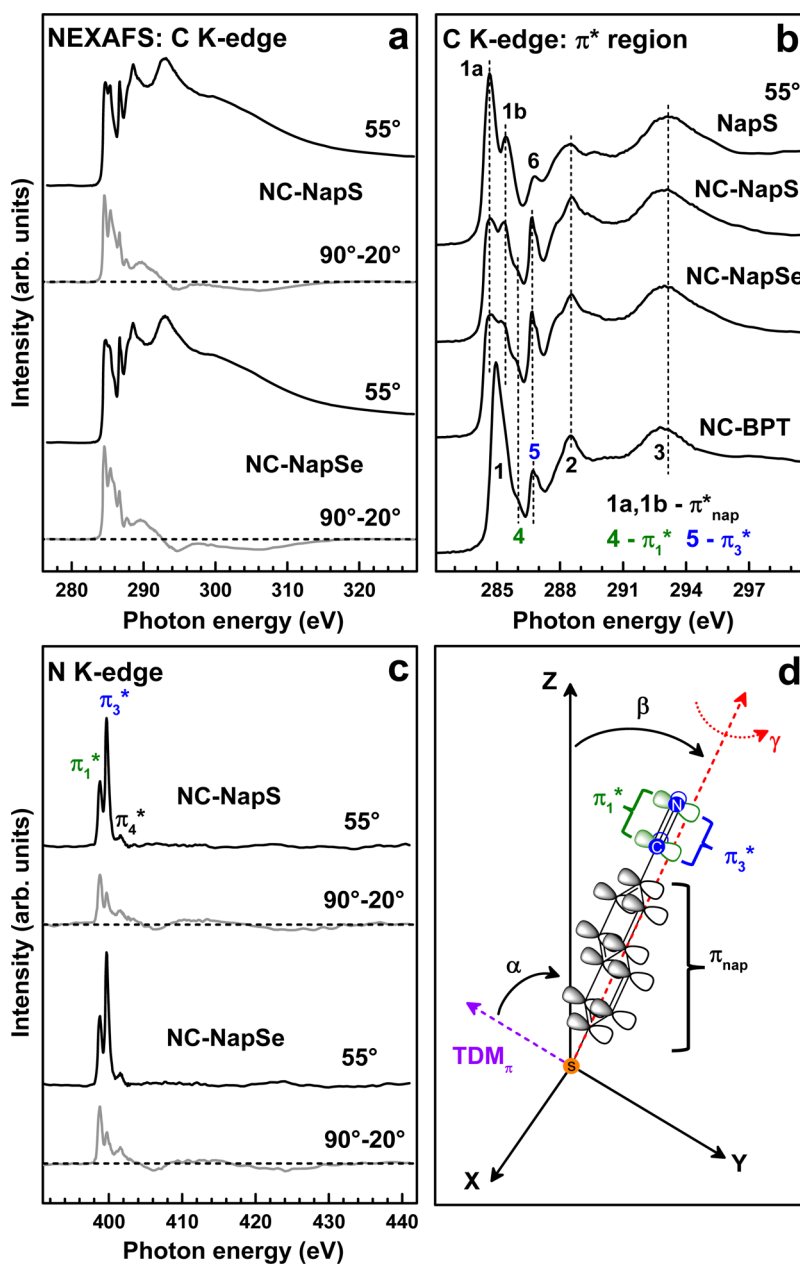 NEXAFS: C K-edge
a
55°
NC-NapS
90°-20°
55°
NC-NapSe
90°-20°
280 290 300 310 320
Photon energy (eV)
Intensity (arb. units)
C K-edge: π* region
b
1a
55°
1b
NapS
6
NC-NapS
NC-NapSe
NC-BPT
5
1
2
3
1a,1b - π*nap
4
4 - π1* 5 - π3*
285 288 291 294 297
Photon energy (eV)
N K-edge
c
π3*
π1*
π4*
NC-NapS
55°
90°-20°
NC-NapSe
55°
90°-20°
400 410 420 430 440
Photon energy (eV)
Intensity (arb. units)
d
Z
β
γ
π1*
N
C
π3*
πnap
α
TDMπ
S
X
Y